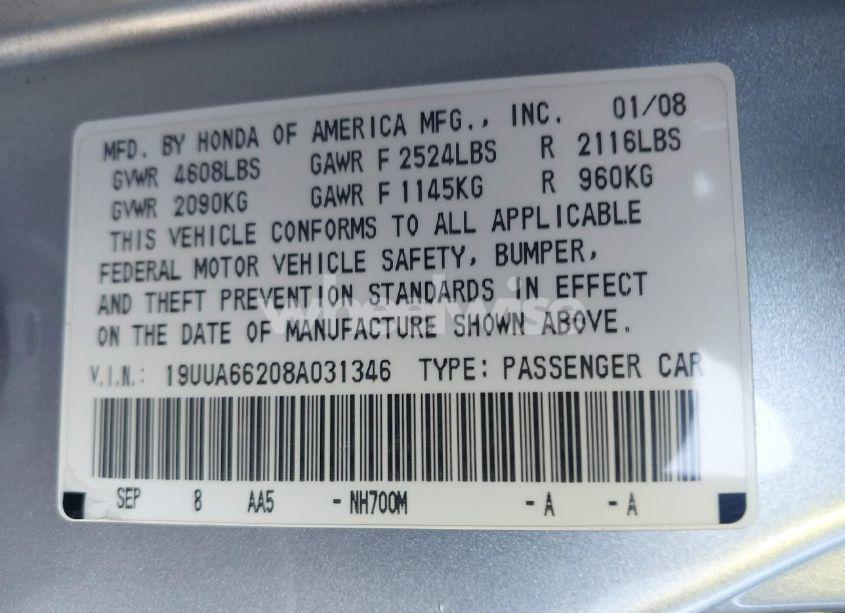 MFD. BY HONDA OF AMERICA MFG., INC. 01/08
GVWR 4608LBS GAWR F 2524LBS R 2116LBS
GVWR 2090KG GAWR F 1145KG R 960KG
THIS VEHICLE CONFORMS TO ALL APPLICABLE
FEDERAL MOTOR VEHICLE SAFETY, BUMPER,
AND THEFT PREVENTION STANDARDS IN EFFECT
ON THE DATE OF MANUFACTURE SHOWN ABOVE.
V.I.N.: 19UUA66208A031346 TYPE: PASSENGER CAR
SEP 8 AA5 - NH700M - A - A
wheelwise